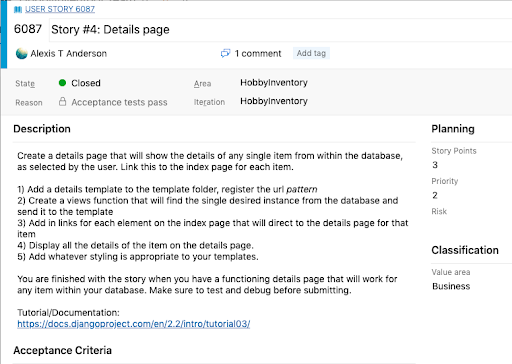 USER STORY 6087
6087 Story #4: Details page
Alexis T Anderson 1 comment Add tag
State Closed Area HobbyInventory
Reason Acceptance tests pass Iteration HobbyInventory
Description Planning
Create a details page that will show the details of any single item from within the database,
as selected by the user. Link this to the index page for each item.
Story Points
3
1) Add a details template to the template folder, register the url pattern
2) Create a views function that will find the single desired instance from the database and
send it to the template
3) Add in links for each element on the index page that will direct to the details page for that
item
4) Display all the details of the item on the details page.
5) Add whatever styling is appropriate to your templates.
Priority
2
Risk
Classification
Value area
Business
You are finished with the story when you have a functioning details page that will work for
any item within your database. Make sure to test and debug before submitting.
Tutorial/Documentation:
https://docs.djangoproject.com/en/2.2/intro/tutorial03/
Acceptance Criteria